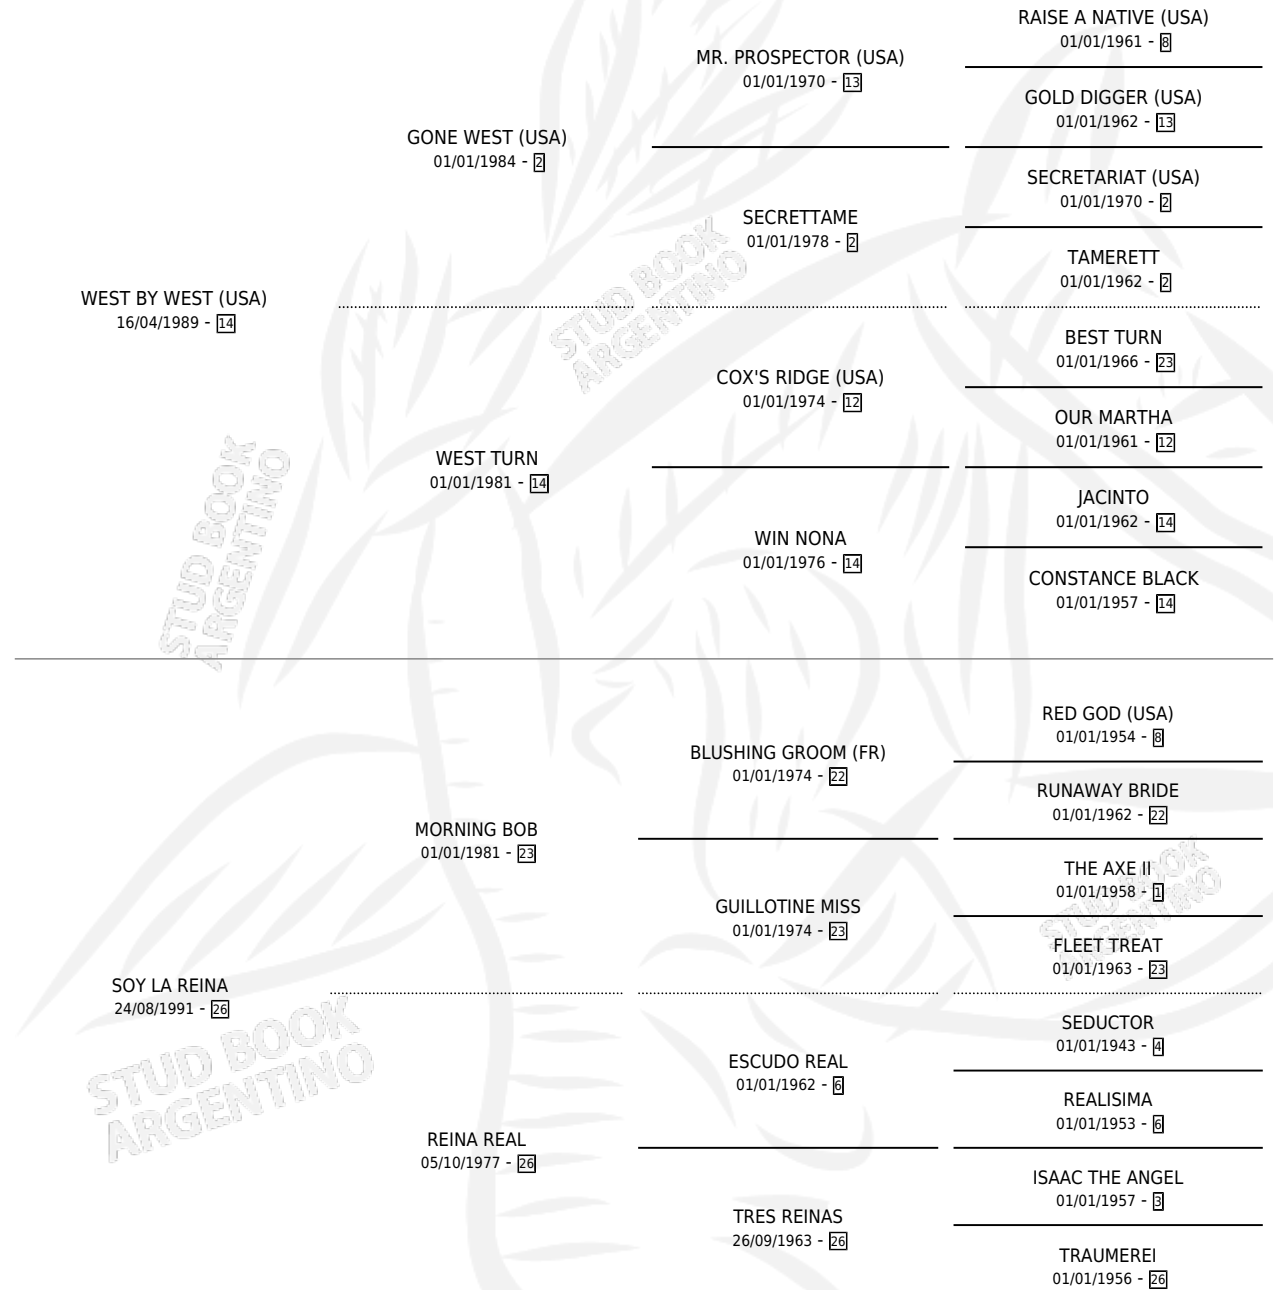 RAISE A NATIVE (USA)
01/01/1961 - 8
MR. PROSPECTOR (USA)
01/01/1970 - 13
GOLD DIGGER (USA)
01/01/1962 - 13
GONE WEST (USA)
01/01/1984 - 2
SECRETARIAT (USA)
01/01/1970 - 2
SECRETTAME
01/01/1978 - 2
TAMERETT
01/01/1962 - 2
WEST BY WEST (USA)
16/04/1989 - 14
BEST TURN
01/01/1966 - 23
COX'S RIDGE (USA)
01/01/1974 - 12
OUR MARTHA
01/01/1961 - 12
WEST TURN
01/01/1981 - 14
JACINTO
01/01/1962 - 14
WIN NONA
01/01/1976 - 14
CONSTANCE BLACK
01/01/1957 - 14
RED GOD (USA)
01/01/1954 - 8
BLUSHING GROOM (FR)
01/01/1974 - 22
RUNAWAY BRIDE
01/01/1962 - 22
MORNING BOB
01/01/1981 - 23
THE AXE II
01/01/1958 - 1
GUILLOTINE MISS
01/01/1974 - 23
FLEET TREAT
01/01/1963 - 23
SOY LA REINA
24/08/1991 - 26
SEDUCTOR
01/01/1943 - 4
ESCUDO REAL
01/01/1962 - 6
REALISIMA
01/01/1953 - 6
REINA REAL
05/10/1977 - 26
ISAAC THE ANGEL
01/01/1957 - 3
TRES REINAS
26/09/1963 - 26
TRAUMEREI
01/01/1956 - 26
STUD BOOK
ARGENTINO
STUD BOOK
ARGENTINO
STUD BOOK
ARGENTINO
STUD BOOK
ARGENTINO